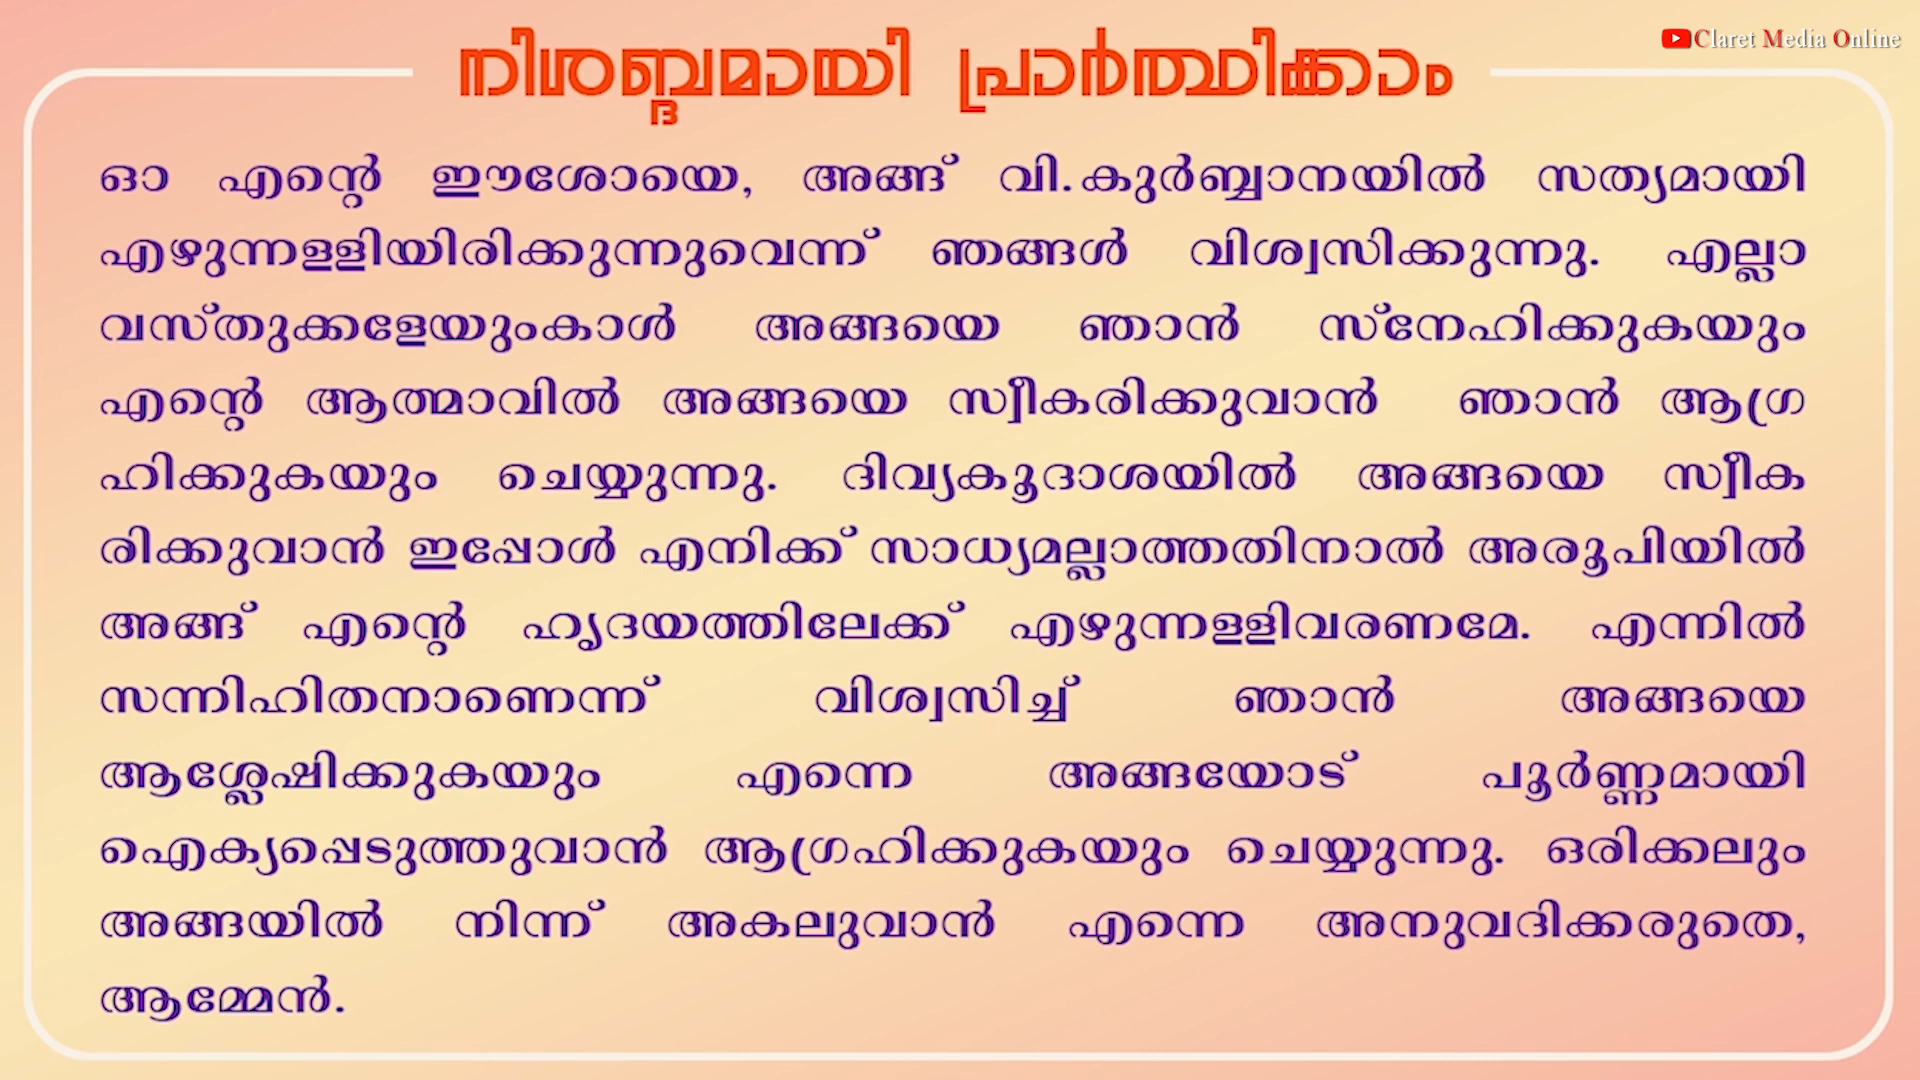 Claret Media Online
നിശബ്ദമായി പ്രാർത്ഥിക്കാം
ഓ എന്റെ ഈശോയെ, അങ്ങ് വി.കുർബ്ബാനയിൽ സത്യമായി
എഴുന്നളളിയിരിക്കുന്നുവെന്ന് ഞങ്ങൾ വിശ്വസിക്കുന്നു. എല്ലാ
വസ്തുക്കളേയുംകാൾ അങ്ങയെ ഞാൻ സ്നേഹിക്കുകയും
എന്റെ ആത്മാവിൽ അങ്ങയെ സ്വീകരിക്കുവാൻ ഞാൻ ആഗ്ര
ഹിക്കുകയും ചെയ്യുന്നു. ദിവ്യകൂദാശയിൽ അങ്ങയെ സ്വീക
രിക്കുവാൻ ഇപ്പോൾ എനിക്ക് സാധ്യമല്ലാത്തതിനാൽ അരൂപിയിൽ
അങ്ങ് എന്റെ ഹൃദയത്തിലേക്ക് എഴുന്നളളിവരണമേ. എന്നിൽ
സന്നിഹിതനാണെന്ന് വിശ്വസിച്ച് ഞാൻ അങ്ങയെ
ആശ്ലേഷിക്കുകയും എന്നെ അങ്ങയോട് പൂർണ്ണമായി
ഐക്യപ്പെടുത്തുവാൻ ആഗ്രഹിക്കുകയും ചെയ്യുന്നു. ഒരിക്കലും
അങ്ങയിൽ നിന്ന് അകലുവാൻ എന്നെ അനുവദിക്കരുതെ,
ആമ്മേൻ.